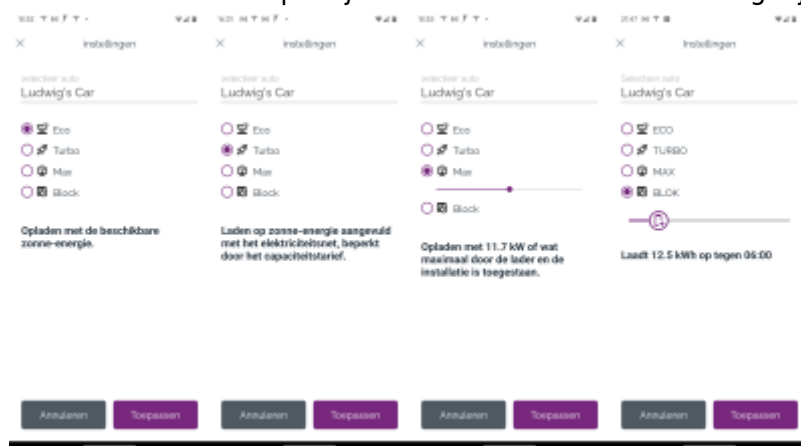 instellingen
selecteer auto
Ludwig's Car
Eco
Turbo
Max
Block
Opladen met de beschikbare
zonne-energie.
Annuleren
Toepassen
instellingen
selecteer auto
Ludwig's Car
Eco
Turbo
Max
Block
Laden op zonne-energie aangevuld
met het elektriciteitsnet, beperkt
door het capaciteitstarief.
Annuleren
Toepassen
instellingen
selecteer auto
Ludwig's Car
Eco
Turbo
Max
Block
Opladen met 11.7 kW of wat
maximaal door de lader en de
installatie is toegestaan.
Annuleren
Toepassen
21:47
Instellingen
Selecteer auto
Ludwig's Car
ECO
TURBO
MAX
BLOK
Laadt 12.5 kWh op tegen 06:00
Annuleren
Toepassen